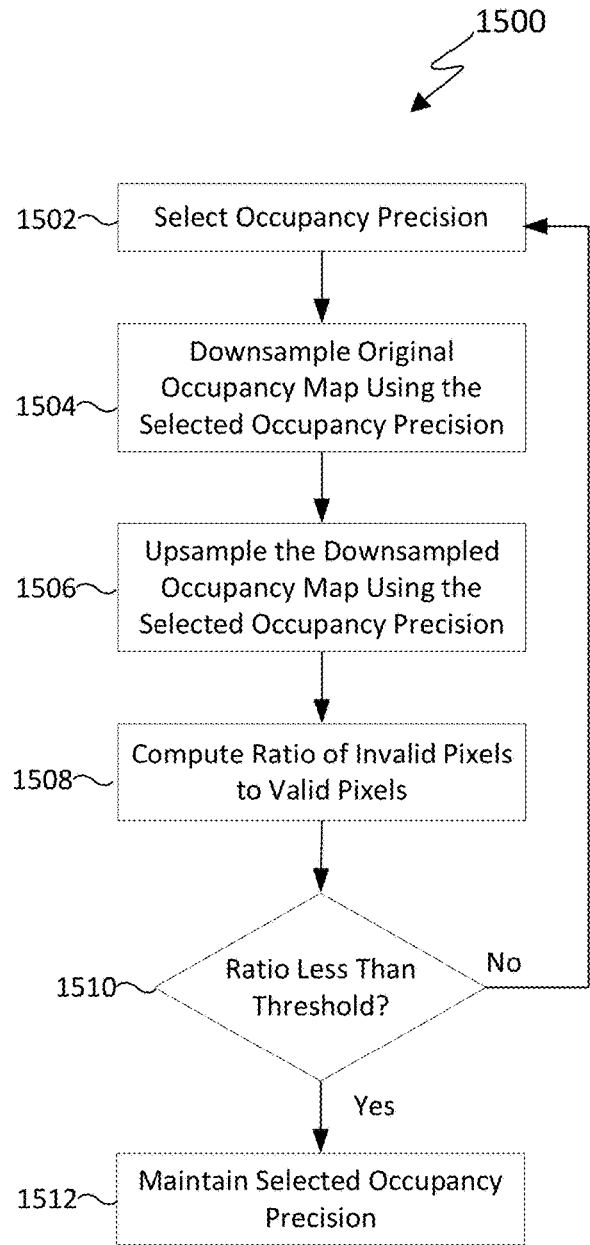 1500
1502
Select Occupancy Precision
1504
Downsample Original
Occupancy Map Using the
Selected Occupancy Precision
1506
Upsample the Downsampled
Occupancy Map Using the
Selected Occupancy Precision
1508
Compute Ratio of Invalid Pixels
to Valid Pixels
1510
Ratio Less Than
Threshold?
No
Yes
1512
Maintain Selected Occupancy
Precision